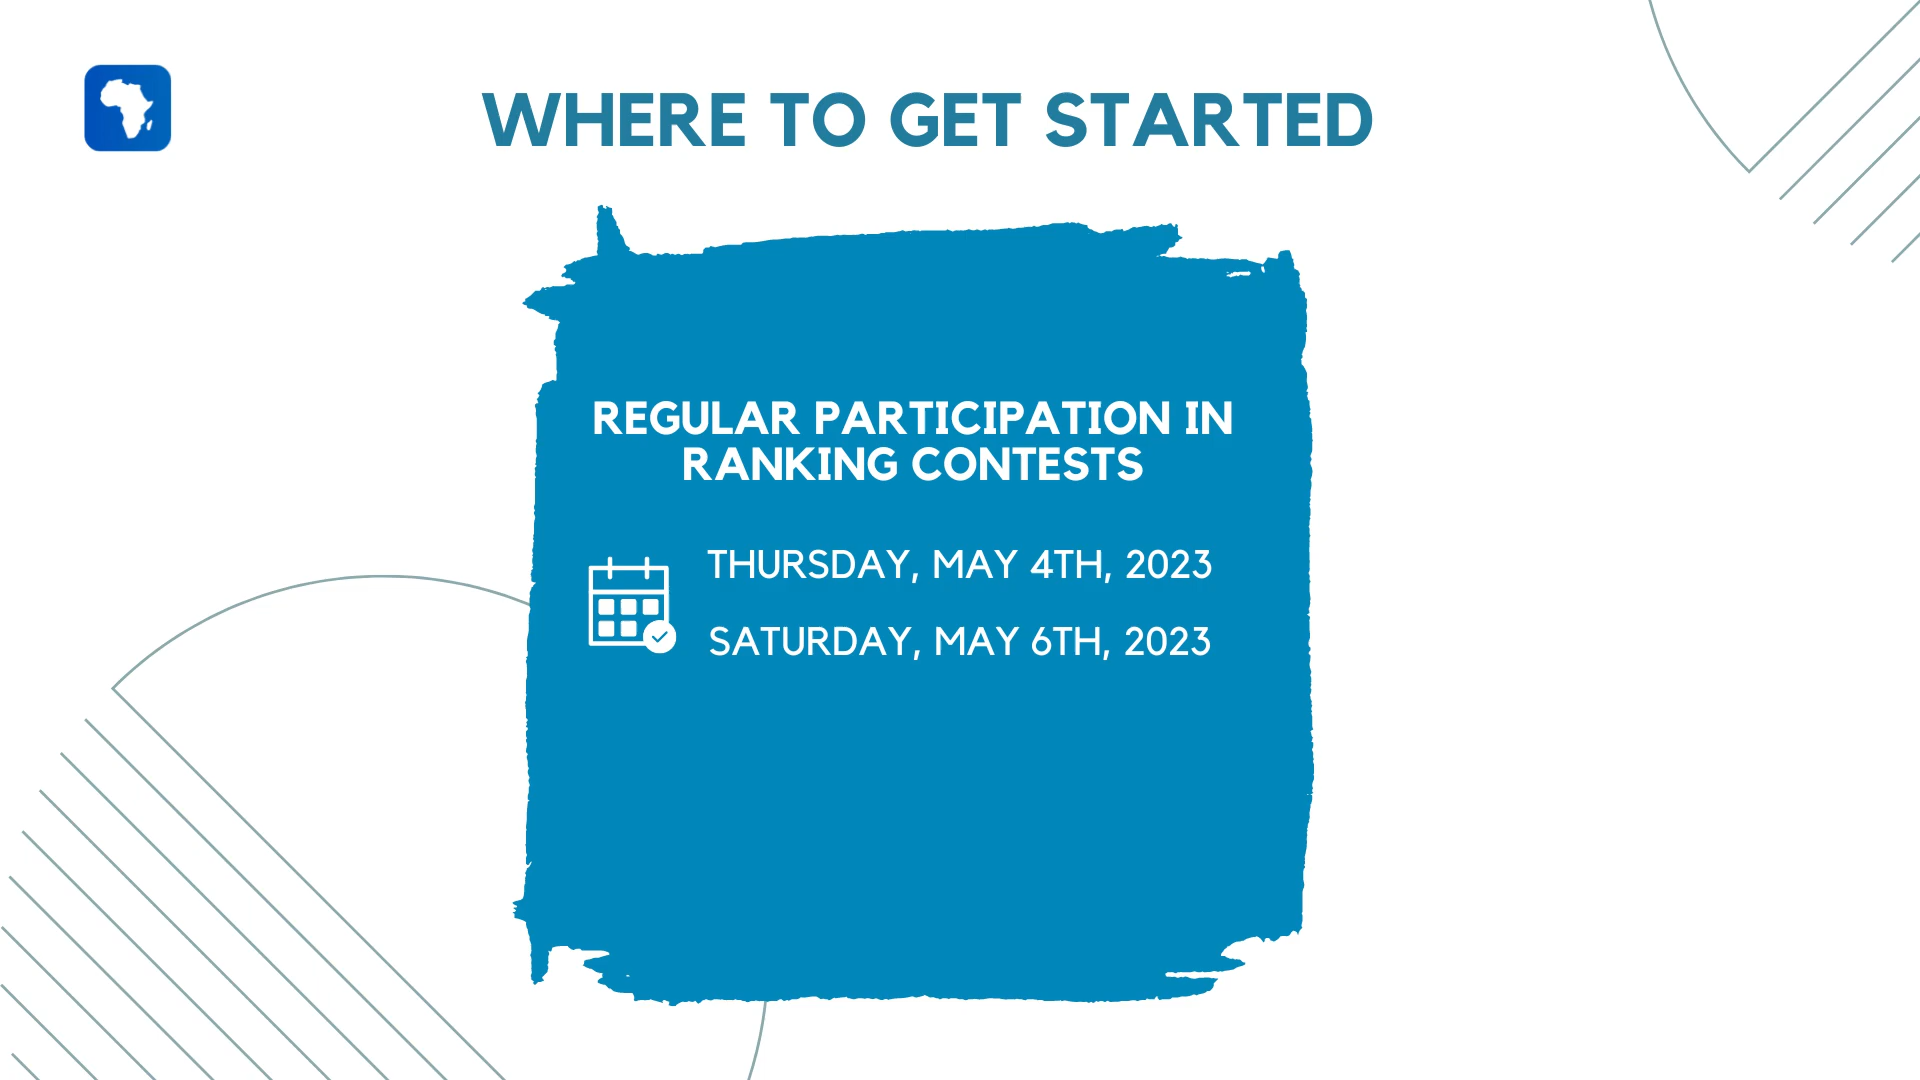 WHERE TO GET STARTED
REGULAR PARTICIPATION IN
RANKING CONTESTS
THURSDAY, MAY 4TH, 2023
SATURDAY, MAY 6TH, 2023